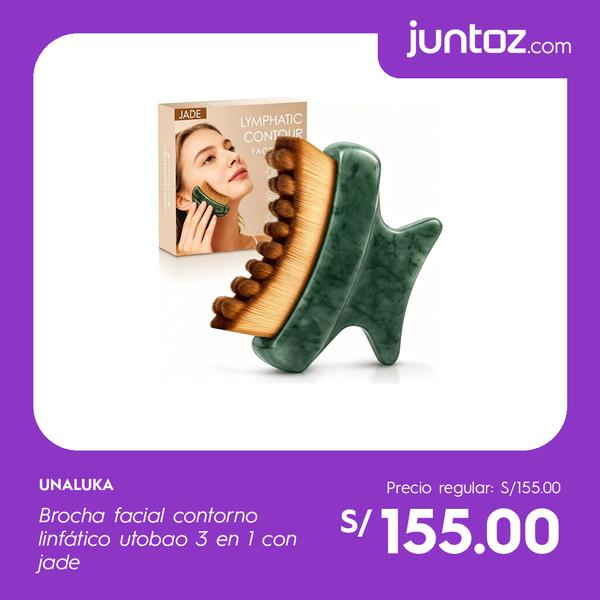 juntoz.com
JADE
LYMPHATIC
CONTOUR
UNALUKA
Brocha facial contorno
linfático utobao 3 en 1 con
jade
Precio regular: S/155.00
S/155.00